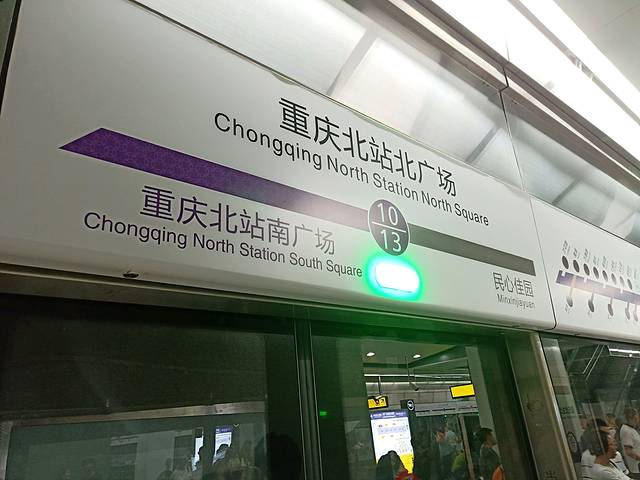 重庆北站北广场
Chongqing North Station North Square
10
13
重庆北站南广场
Chongqing North Station South Square
民心佳园
Minxinjiayuan